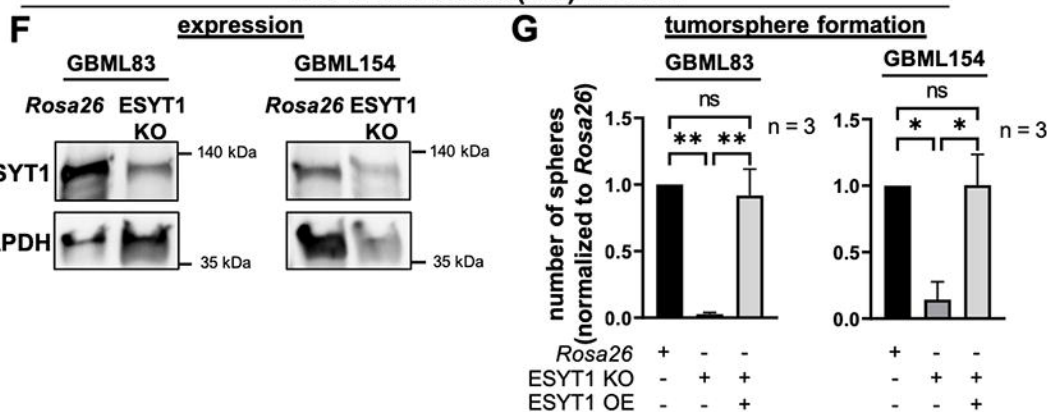 F
expression
GBML83
GBML154
Rosa26 ESYT1
KO
Rosa26 ESYT1
KO
SYT1
140 kDa
140 kDa
APDH
35 kDa
35 kDa
G
tumorsphere formation
GBML83
GBML154
number of spheres
(normalized to Rosa26)
1.5
1.0
0.5
0.0
ns
** **
n = 3
1.5
1.0
0.5
0.0
ns
* *
n = 3
Rosa26 + - - + - -
ESYT1 KO - + + - + +
ESYT1 OE - - + - - +